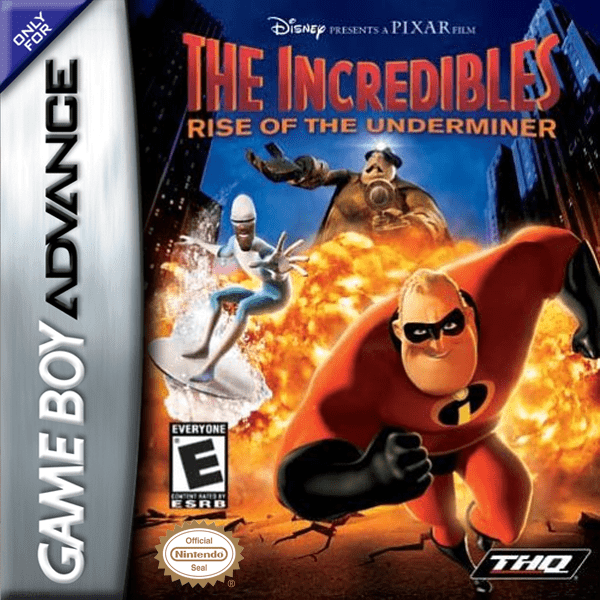 ONLY
FOR
GAME BOY ADVANCE
Disney PRESENTS A PIXAR FILM
THE INCREDIBLES
RISE OF THE UNDERMINER
EVERYONE
E
CONTENT RATED BY
ESRB
Official
Nintendo
Seal
®
THQ